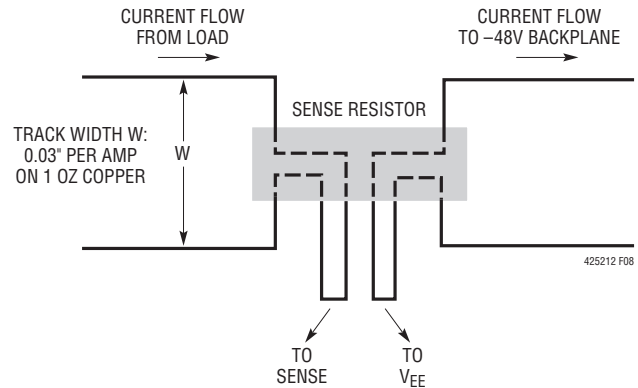 CURRENT FLOW
FROM LOAD
CURRENT FLOW
TO –48V BACKPLANE
SENSE RESISTOR
TRACK WIDTH W:
0.03" PER AMP
ON 1 OZ COPPER
W
425212 F08
TO
SENSE
TO
VEE